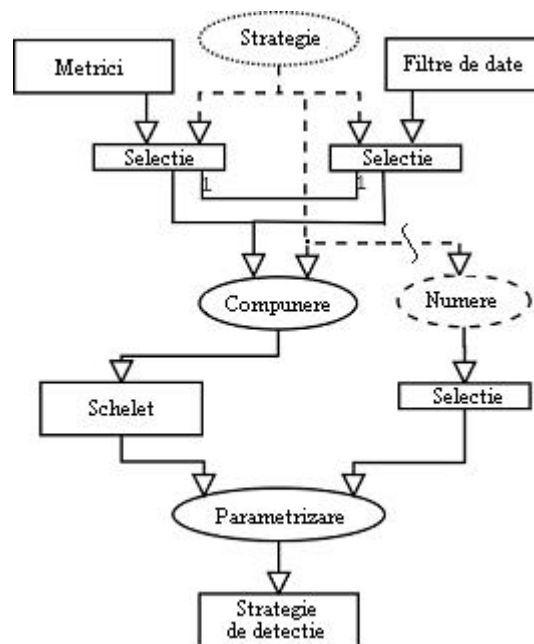 Strategie
Metrici
Filtre de date
Selectie
Selectie
1
1
Compunere
Numere
Schelet
Selectie
Parametrizare
Strategie
de detectie